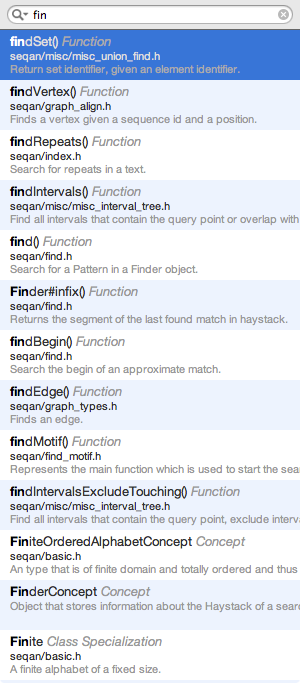 fin
findSet() Function
seqan/misc/misc_union_find.h
Return set identifier, given an element identifier.
findVertex() Function
seqan/graph_align.h
Finds a vertex given a sequence id and a position.
findRepeats() Function
seqan/index.h
Search for repeats in a text.
findIntervals() Function
seqan/misc/misc_interval_tree.h
Find all intervals that contain the query point or overlap with
find() Function
seqan/find.h
Search for a Pattern in a Finder object.
Finder#infix() Function
seqan/find.h
Returns the segment of the last found match in haystack.
findBegin() Function
seqan/find.h
Search the begin of an approximate match.
findEdge() Function
seqan/graph_types.h
Finds an edge.
findMotif() Function
seqan/find_motif.h
Represents the main function which is used to start the sea
findIntervalsExcludeTouching() Function
seqan/misc/misc_interval_tree.h
Find all intervals that contain the query point, exclude interv
FiniteOrderedAlphabetConcept Concept
seqan/basic.h
An type that is of finite domain and totally ordered and thus
FinderConcept Concept
Object that stores information about the Haystack of a sear
Finite Class Specialization
seqan/basic.h
A finite alphabet of a fixed size.